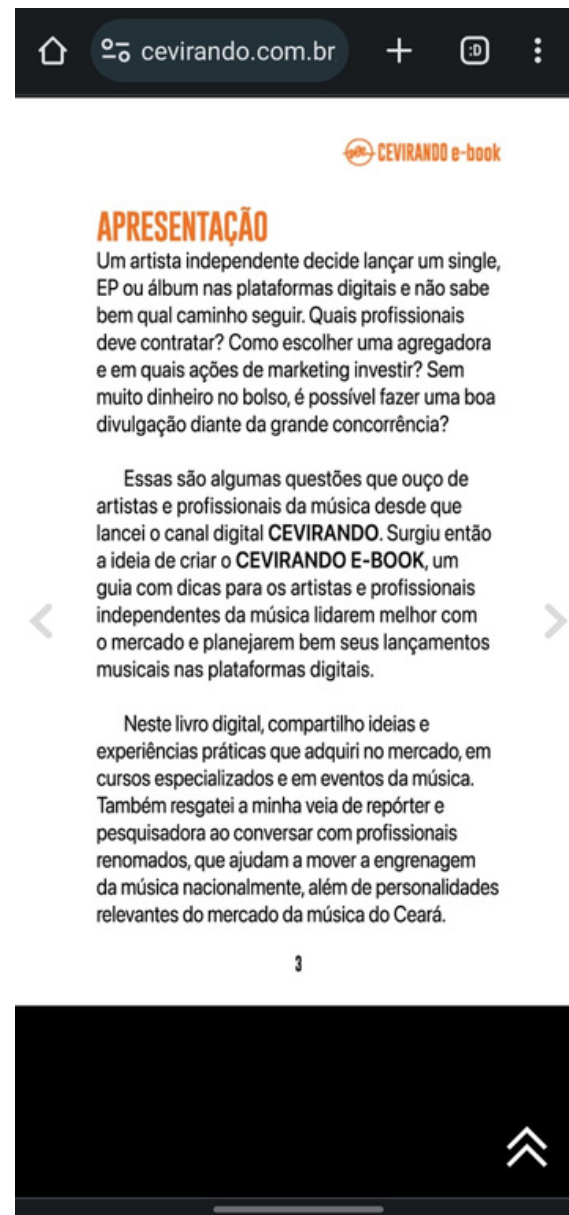 cevirando.com.br
:D
CEVIRANDO e-book
APRESENTAÇÃO
Um artista independente decide lançar um single,
EP ou álbum nas plataformas digitais e não sabe
bem qual caminho seguir. Quais profissionais
deve contratar? Como escolher uma agregadora
e em quais ações de marketing investir? Sem
muito dinheiro no bolso, é possível fazer uma boa
divulgação diante da grande concorrência?
Essas são algumas questões que ouço de
artistas e profissionais da música desde que
lancei o canal digital CEVIRANDO. Surgiu então
a ideia de criar o CEVIRANDO E-BOOK, um
guia com dicas para os artistas e profissionais
independentes da música lidarem melhor com
o mercado e planejarem bem seus lançamentos
musicais nas plataformas digitais.
Neste livro digital, compartilho ideias e
experiências práticas que adquiri no mercado, em
cursos especializados e em eventos da música.
Também resgatei a minha veia de repórter e
pesquisadora ao conversar com profissionais
renomados, que ajudam a mover a engrenagem
da música nacionalmente, além de personalidades
relevantes do mercado da música do Ceará.
3